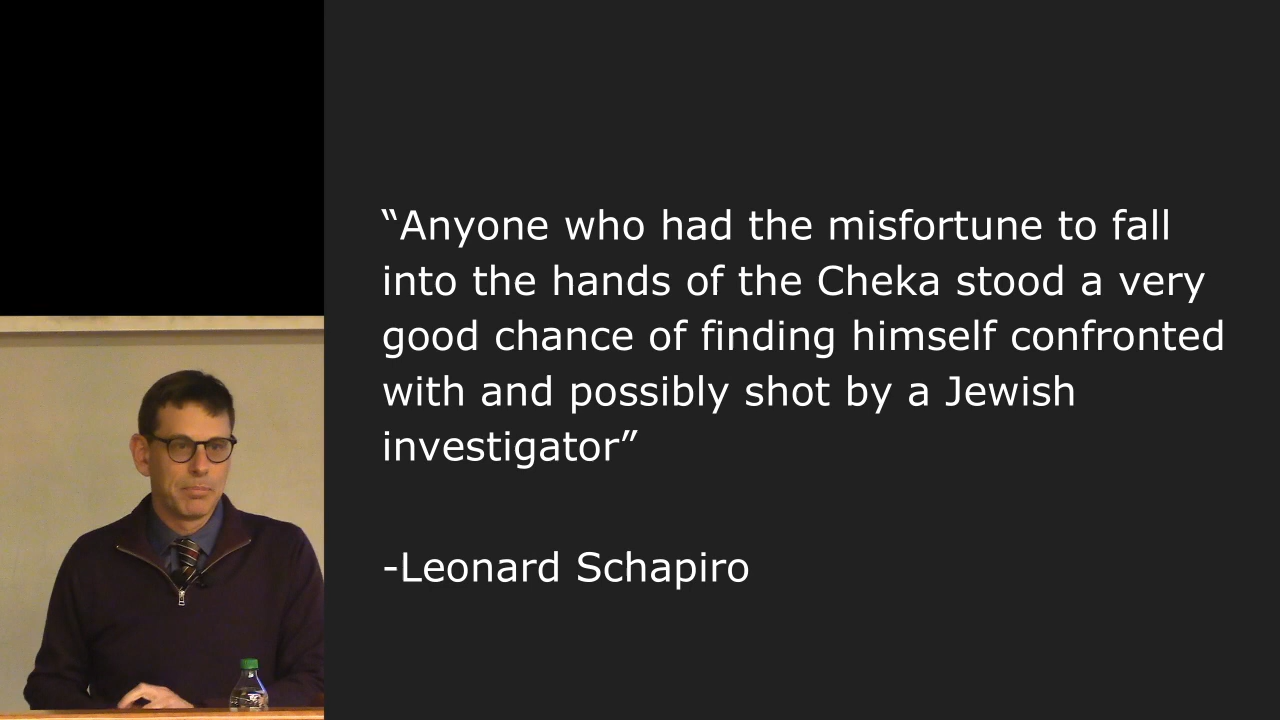 “Anyone who had the misfortune to fall
into the hands of the Cheka stood a very
good chance of finding himself confronted
with and possibly shot by a Jewish
investigator”
-Leonard Schapiro